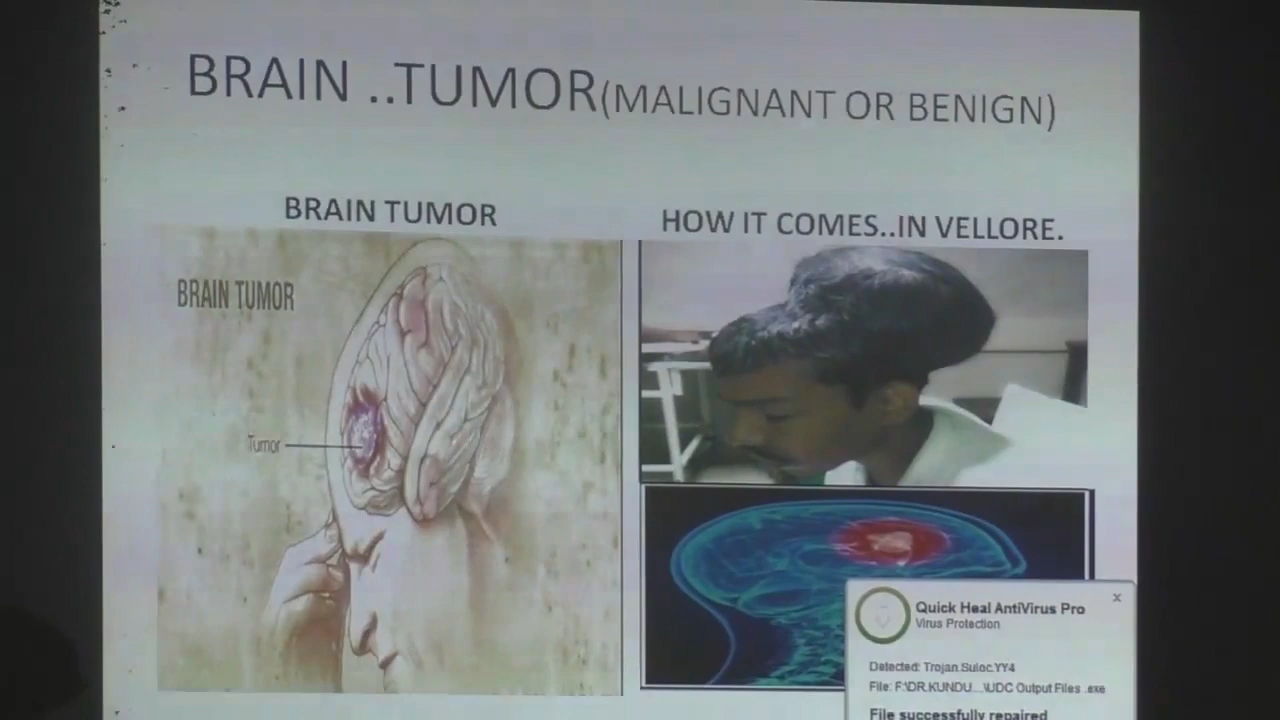 BRAIN ..TUMOR(MALIGNANT OR BENIGN)
BRAIN TUMOR
HOW IT COMES..IN VELLORE.
BRAIN TUMOR
Tumor
Quick Heal AntiVirus Pro
x
Virus Protection
Detected: Trojan.Suloc.YY4
File: F:\DR.KUNDU...\UDC Output Files .exe
File successfully repaired